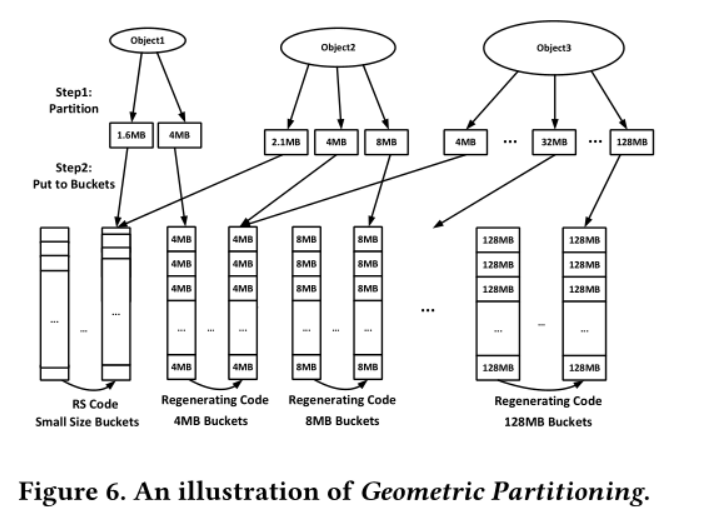 Object1
Object2
Object3
Step1:
Partition
1.6MB
4MB
2.1MB
4MB
8MB
4MB
...
32MB
...
128MB
Step2:
Put to Buckets
4MB
4MB
8MB
8MB
128MB
128MB
4MB
4MB
8MB
8MB
128MB
128MB
4MB
4MB
8MB
8MB
128MB
128MB
...
...
...
...
...
...
...
...
...
...
...
...
...
4MB
4MB
8MB
8MB
128MB
128MB
RS Code
Small Size Buckets
Regenerating Code
4MB Buckets
Regenerating Code
8MB Buckets
Regenerating Code
128MB Buckets
Figure 6. An illustration of Geometric Partitioning.